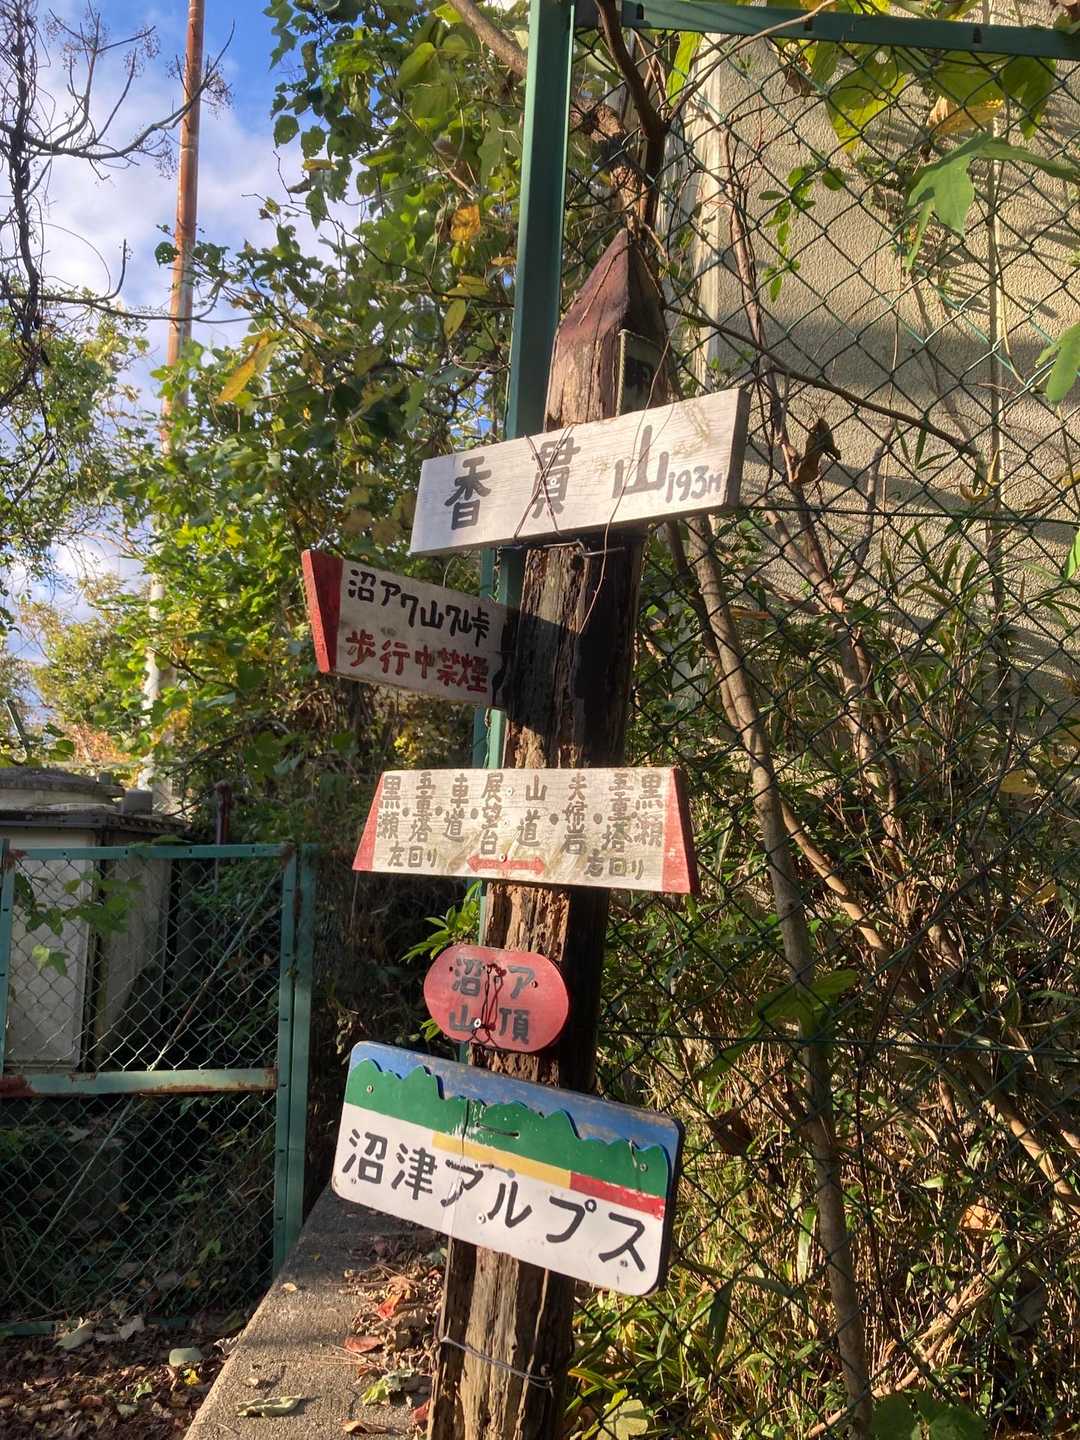 香貫山193M
沼ア7山7峠
歩行中禁煙
黒瀬
五重塔
左回り
車道
展望台
山道
夫婦岩
五重塔
右回り
黒瀬
沼ア
山頂
沼津アルプス